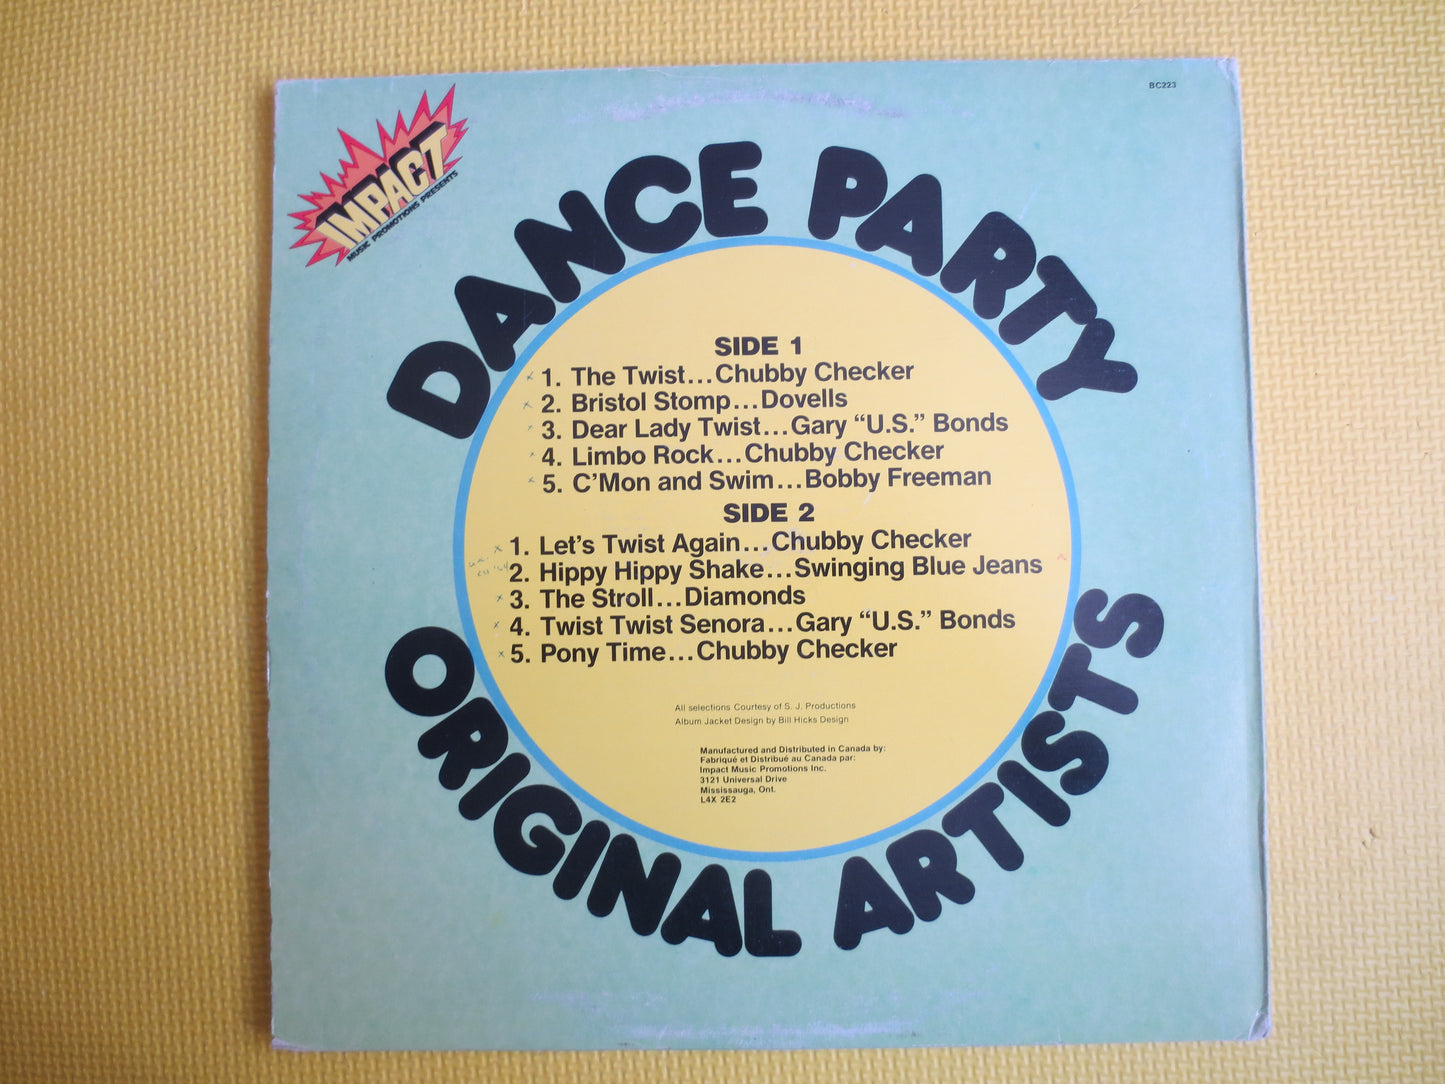 BC223
IMPACT
MUSIC PROMOTIONS PRESENTS
DANCE PARTY
SIDE 1
1. The Twist...Chubby Checker
2. Bristol Stomp...Dovells
3. Dear Lady Twist...Gary “U.S.” Bonds
4. Limbo Rock...Chubby Checker
5. C’Mon and Swim...Bobby Freeman
SIDE 2
1. Let’s Twist Again...Chubby Checker
2. Hippy Hippy Shake...Swinging Blue Jeans
3. The Stroll...Diamonds
4. Twist Twist Senora...Gary “U.S.” Bonds
5. Pony Time...Chubby Checker
All selections Courtesy of S. J. Productions
Album Jacket Design by Bill Hicks Design
Manufactured and Distributed in Canada by:
Fabriqué et Distribué au Canada par:
Impact Music Promotions Inc.
3121 Universal Drive
Mississauga, Ont.
L4X 2E2
ORIGINAL ARTISTS